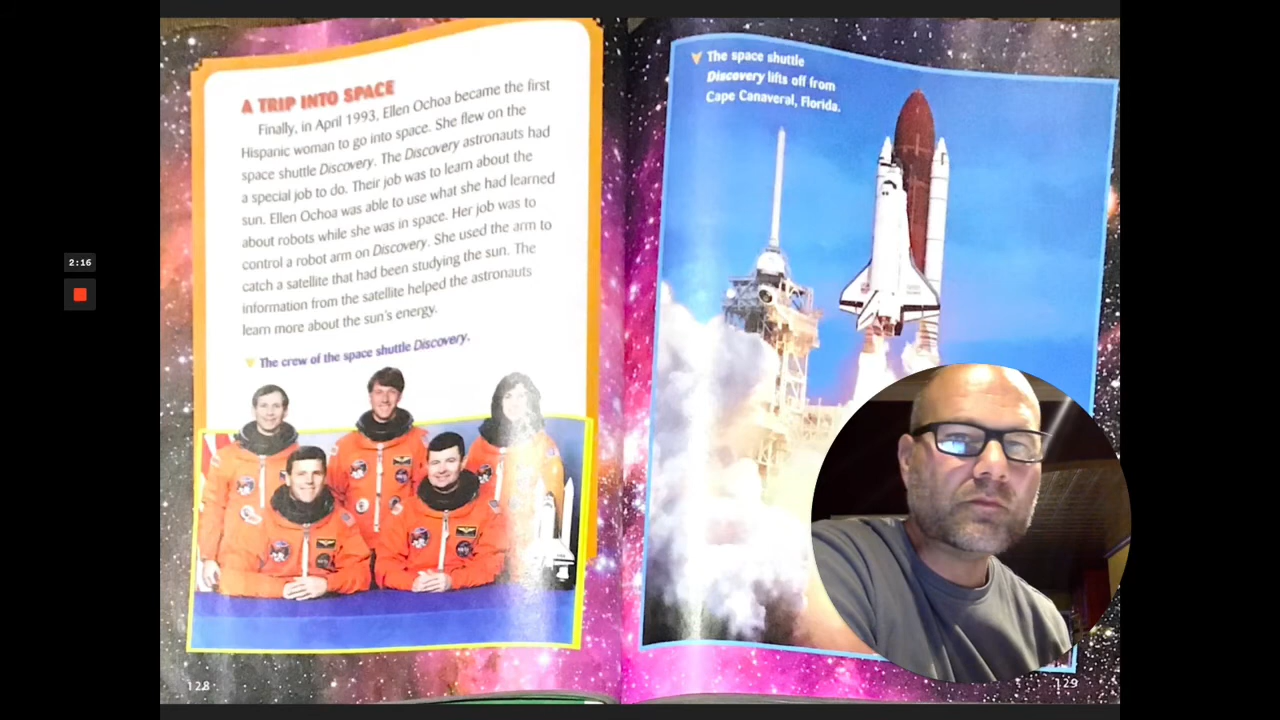 2:16
A TRIP INTO SPACE
Finally, in April 1993, Ellen Ochoa became the first
Hispanic woman to go into space. She flew on the
space shuttle Discovery. The Discovery astronauts had
a special job to do. Their job was to learn about the
sun. Ellen Ochoa was able to use what she had learned
about robots while she was in space. Her job was to
control a robot arm on Discovery. She used the arm to
catch a satellite that had been studying the sun. The
information from the satellite helped the astronauts
learn more about the sun's energy.
The crew of the space shuttle Discovery.
128
The space shuttle
Discovery lifts off from
Cape Canaveral, Florida.
129